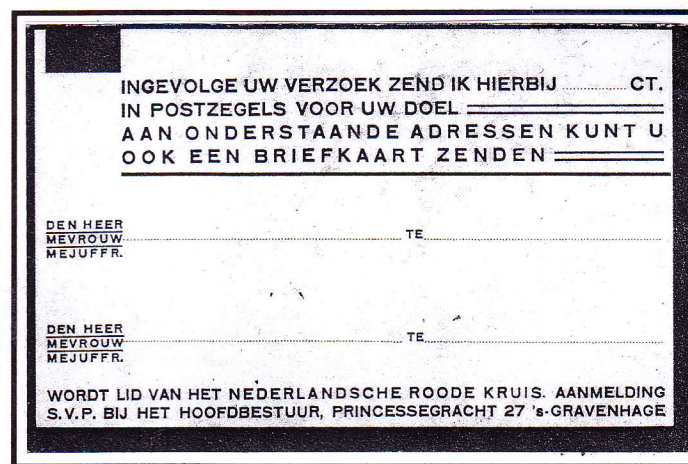 INGEVOLGE UW VERZOEK ZEND IK HIERBIJ .......... CT.
IN POSTZEGELS VOOR UW DOEL
AAN ONDERSTAANDE ADRESSEN KUNT U
OOK EEN BRIEFKAART ZENDEN
DEN HEER
MEVROUW .......... TE ..........
MEJUFFR.
DEN HEER
MEVROUW .......... TE ..........
MEJUFFR.
WORDT LID VAN HET NEDERLANDSCHE ROODE KRUIS. AANMELDING
S.V.P. BIJ HET HOOFDBESTUUR, PRINCESSEGRACHT 27 's-GRAVENHAGE